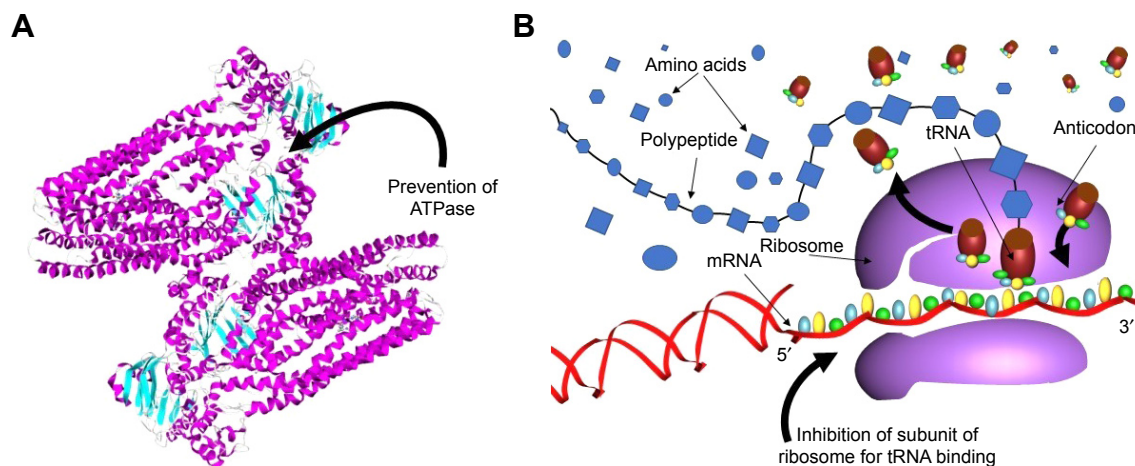 A
Prevention of
ATPase
B
Amino acids
Polypeptide
tRNA
Anticodon
Ribosome
mRNA
5′
3′
Inhibition of subunit of
ribosome for tRNA binding